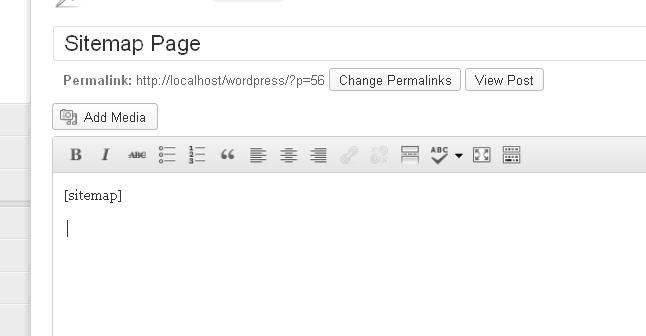 Sitemap Page
Permalink: http://localhost/wordpress/?p=56 Change Permalinks View Post
Add Media
B I ABC ABC
[sitemap]